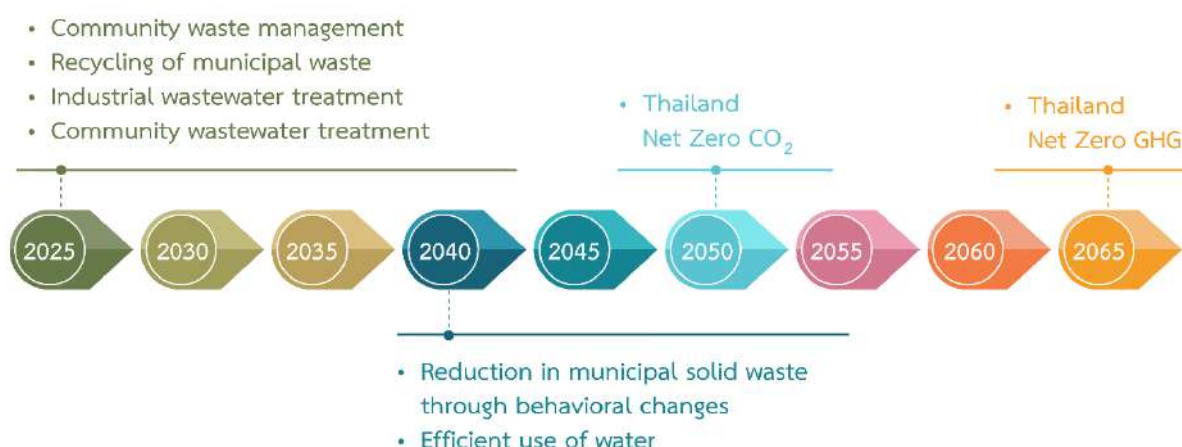 • Community waste management
• Recycling of municipal waste
• Industrial wastewater treatment
• Community wastewater treatment
• Thailand
Net Zero CO₂
• Thailand
Net Zero GHG
2025 2030 2035 2040 2045 2050 2055 2060 2065
• Reduction in municipal solid waste
through behavioral changes
• Efficient use of water